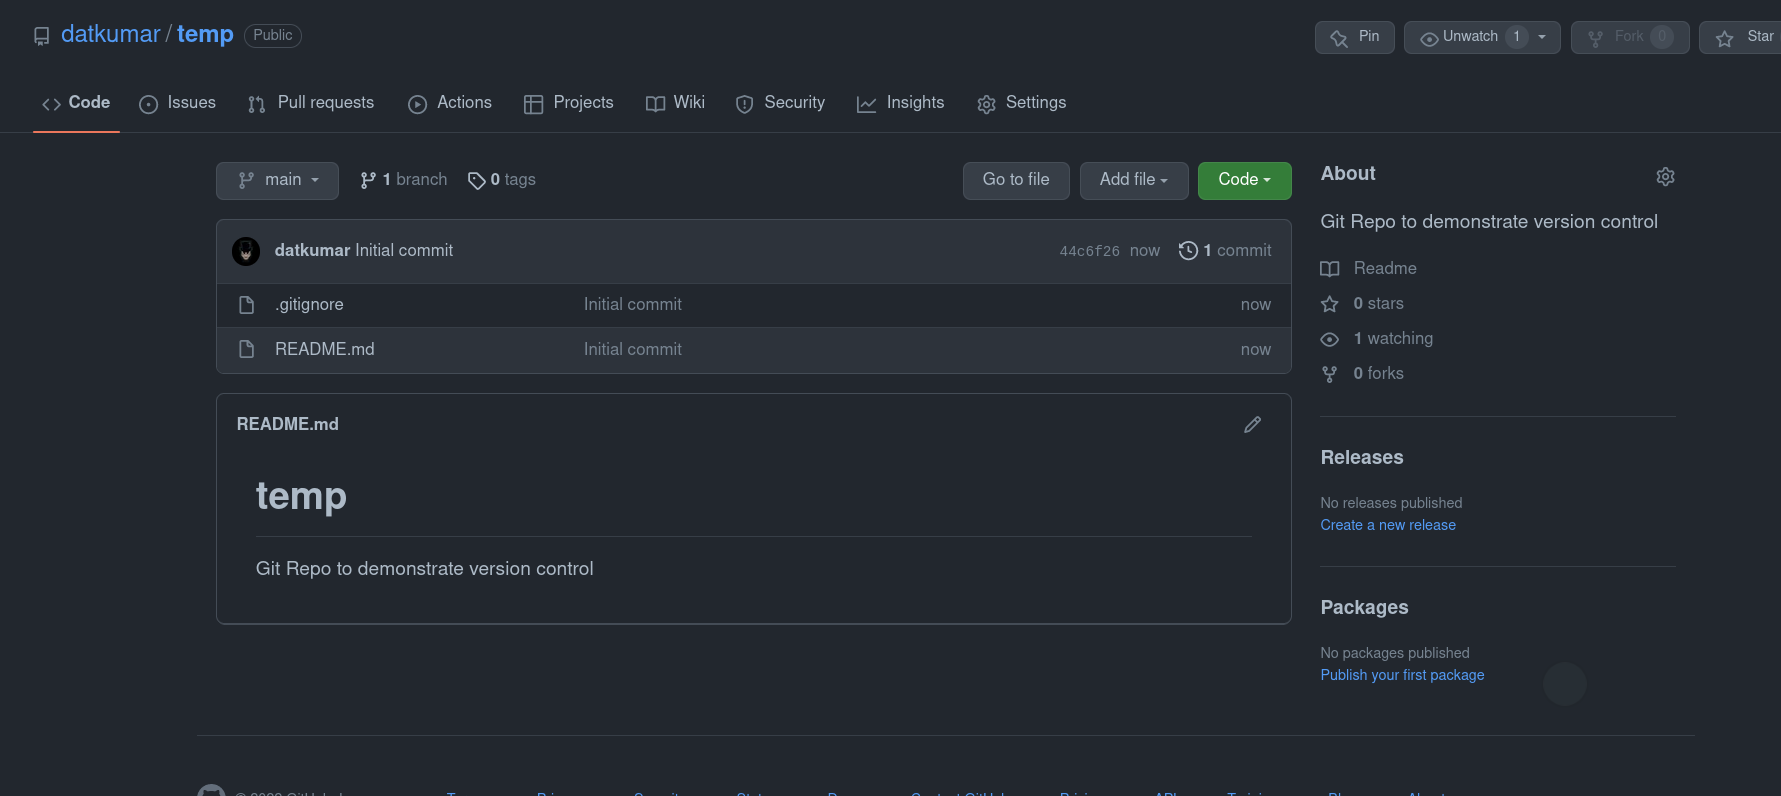 datkumar / temp Public
Pin Unwatch 1 Fork 0 Star
Code Issues Pull requests Actions Projects Wiki Security Insights Settings
main 1 branch 0 tags Go to file Add file Code
datkumar Initial commit 44c6f26 now 1 commit
.gitignore Initial commit now
README.md Initial commit now
README.md
temp
Git Repo to demonstrate version control
About
Git Repo to demonstrate version control
Readme
0 stars
1 watching
0 forks
Releases
No releases published
Create a new release
Packages
No packages published
Publish your first package